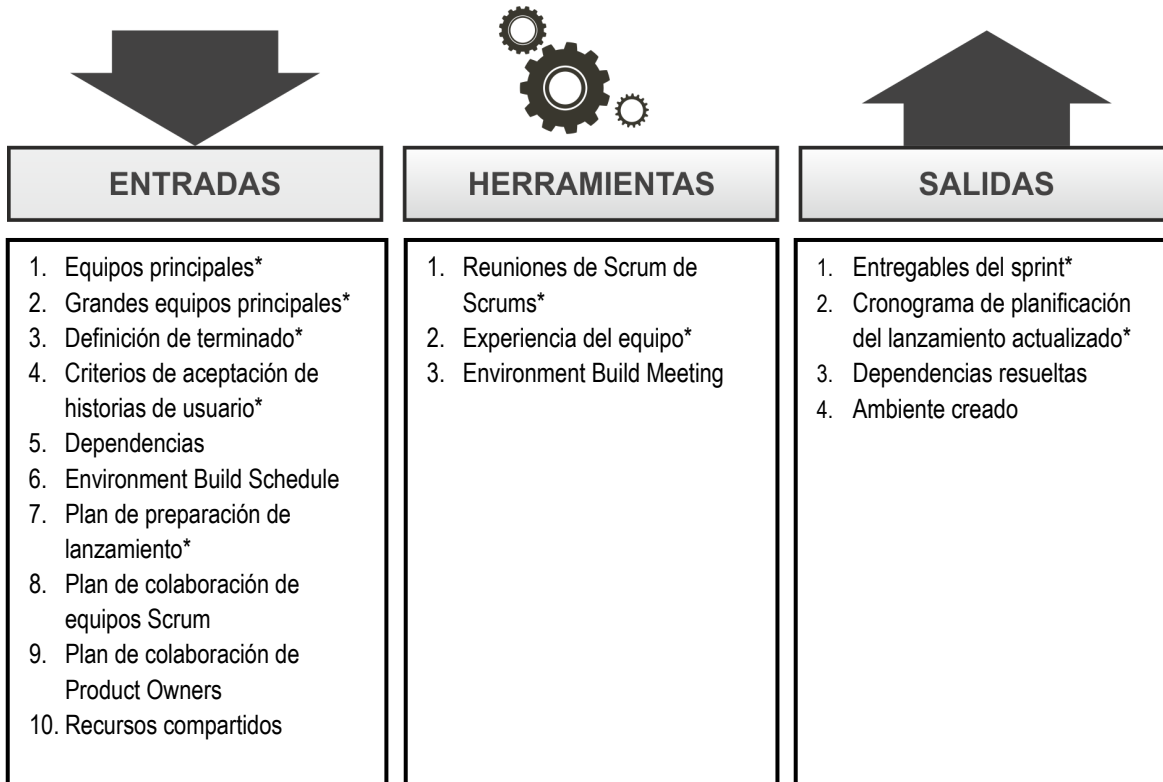 ENTRADAS
1. Equipos principales*
2. Grandes equipos principales*
3. Definición de terminado*
4. Criterios de aceptación de
historias de usuario*
5. Dependencias
6. Environment Build Schedule
7. Plan de preparación de
lanzamiento*
8. Plan de colaboración de
equipos Scrum
9. Plan de colaboración de
Product Owners
10. Recursos compartidos
HERRAMIENTAS
1. Reuniones de Scrum de
Scrums*
2. Experiencia del equipo*
3. Environment Build Meeting
SALIDAS
1. Entregables del sprint*
2. Cronograma de planificación
del lanzamiento actualizado*
3. Dependencias resueltas
4. Ambiente creado